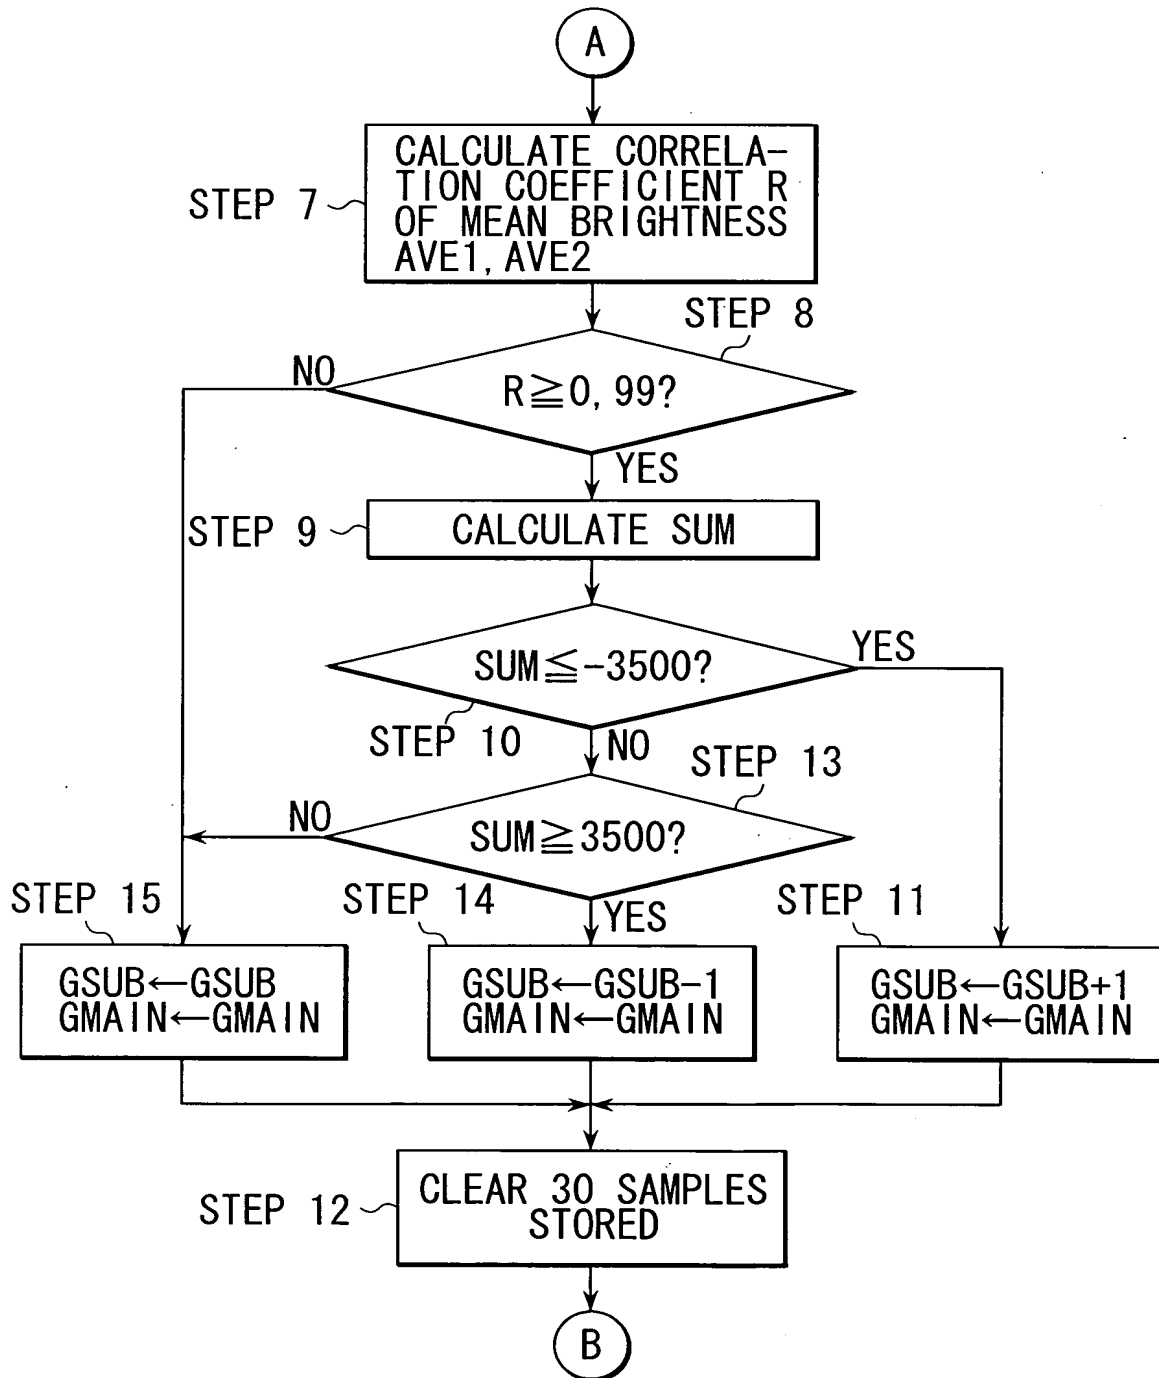 A
CALCULATE CORRELA-
TION COEFFICIENT R
OF MEAN BRIGHTNESS
AVE1, AVE2
STEP 7
STEP 8
NO
R≧0, 99?
YES
STEP 9
CALCULATE SUM
SUM≦-3500?
YES
STEP 10
NO
STEP 13
NO
SUM≧3500?
STEP 15
STEP 14
YES
STEP 11
GSUB←GSUB
GMAIN←GMAIN
GSUB←GSUB-1
GMAIN←GMAIN
GSUB←GSUB+1
GMAIN←GMAIN
CLEAR 30 SAMPLES
STORED
STEP 12
B